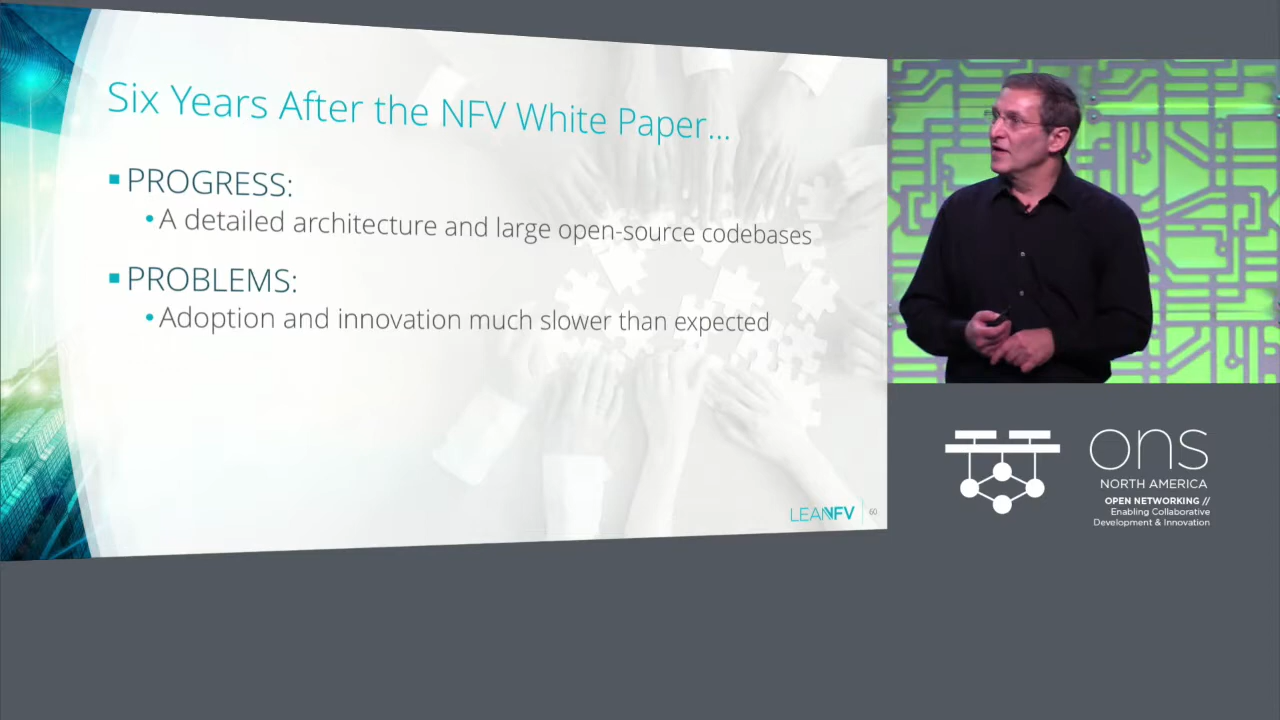 Six Years After the NFV White Paper...
▪ PROGRESS:
• A detailed architecture and large open-source codebases
▪ PROBLEMS:
• Adoption and innovation much slower than expected
LEANFV
60
ons
NORTH AMERICA
OPEN NETWORKING //
Enabling Collaborative
Development & Innovation